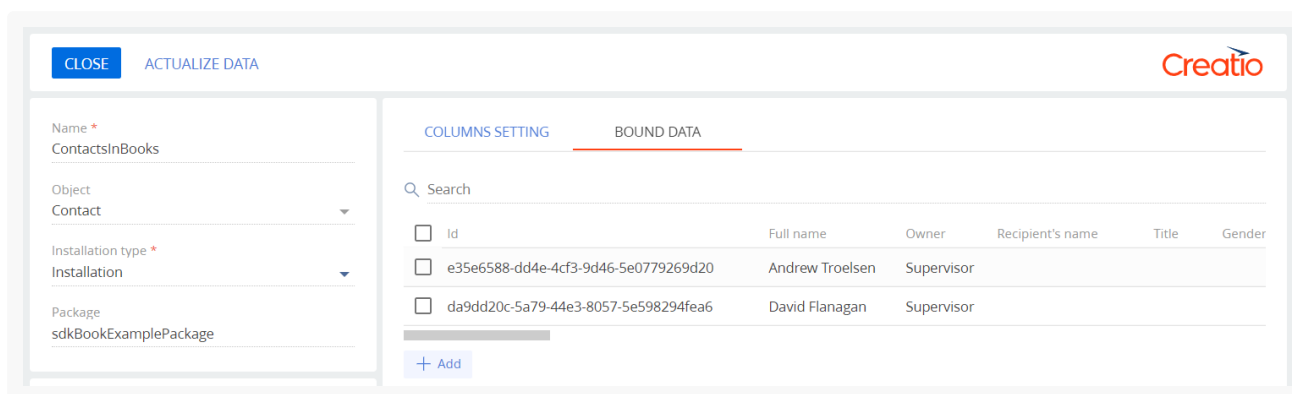 CLOSE ACTUALIZE DATA Creatio
Name *
ContactsInBooks
Object
Contact
Installation type *
Installation
Package
sdkBookExamplePackage
COLUMNS SETTING BOUND DATA
Search
Id Full name Owner Recipient's name Title Gender
e35e6588-dd4e-4cf3-9d46-5e0779269d20 Andrew Troelsen Supervisor
da9dd20c-5a79-44e3-8057-5e598294fea6 David Flanagan Supervisor
+ Add